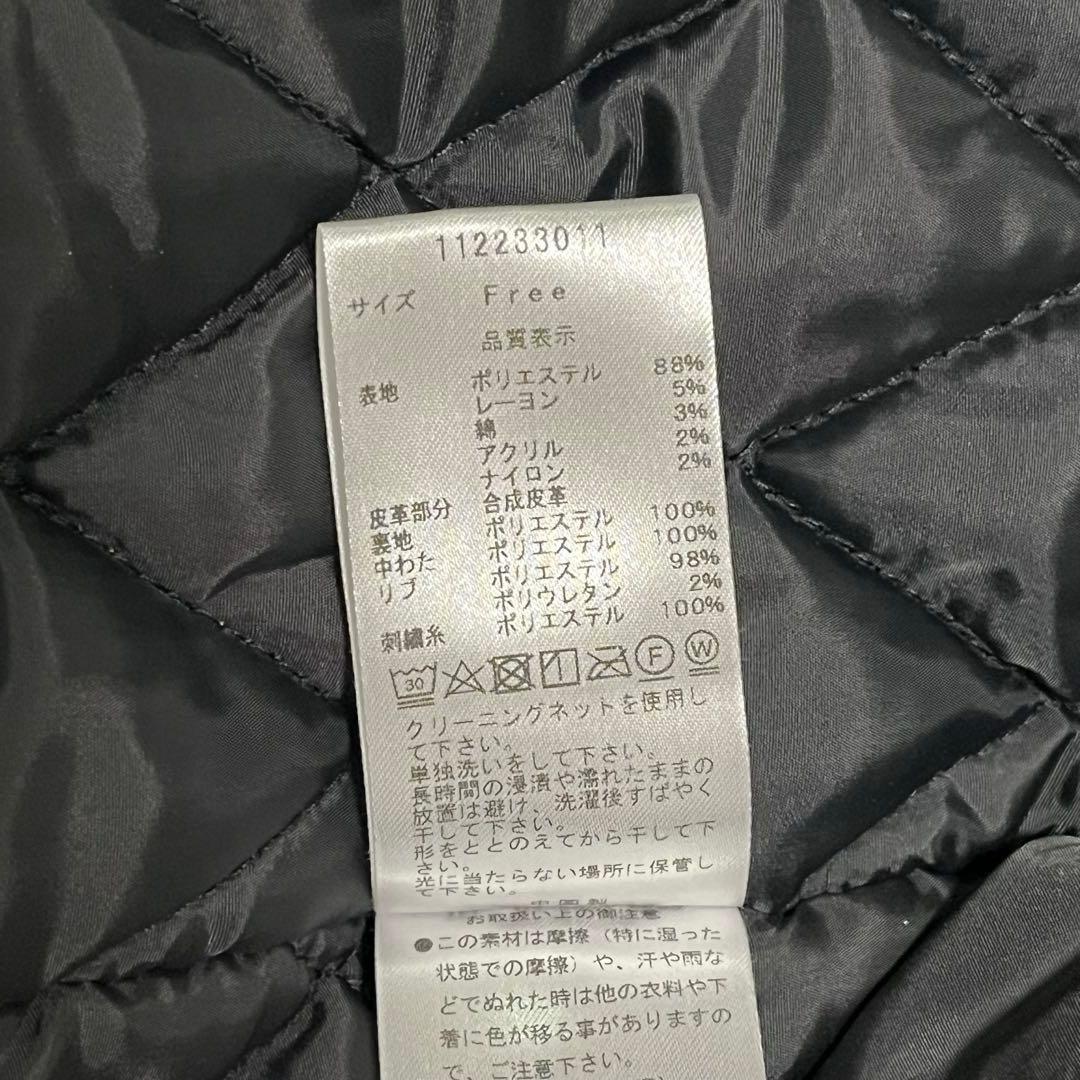 112233011
サイズ Free
品質表示
表地 ポリエステル 88%
レーヨン 5%
綿 3%
アクリル 2%
ナイロン 2%
皮革部分 合成皮革
裏地 ポリエステル 100%
中わた ポリエステル 100%
リブ ポリエステル 98%
ポリウレタン 2%
刺繍糸 ポリエステル 100%
30 F W
クリーニングネットを使用し
て下さい。
単独洗いをして下さい。
長時間の浸漬や濡れたままの
放置は避け、洗濯後すばやく
干して下さい。
形をととのえてから干して下
さい。
光に当たらない場所に保管し
て下さい。
中国製
お取扱い上の御注意
●この素材は摩擦（特に湿った
状態での摩擦）や、汗や雨な
どでぬれた時は他の衣料や下
着に色が移る事がありますの
で、ご注意下さい。